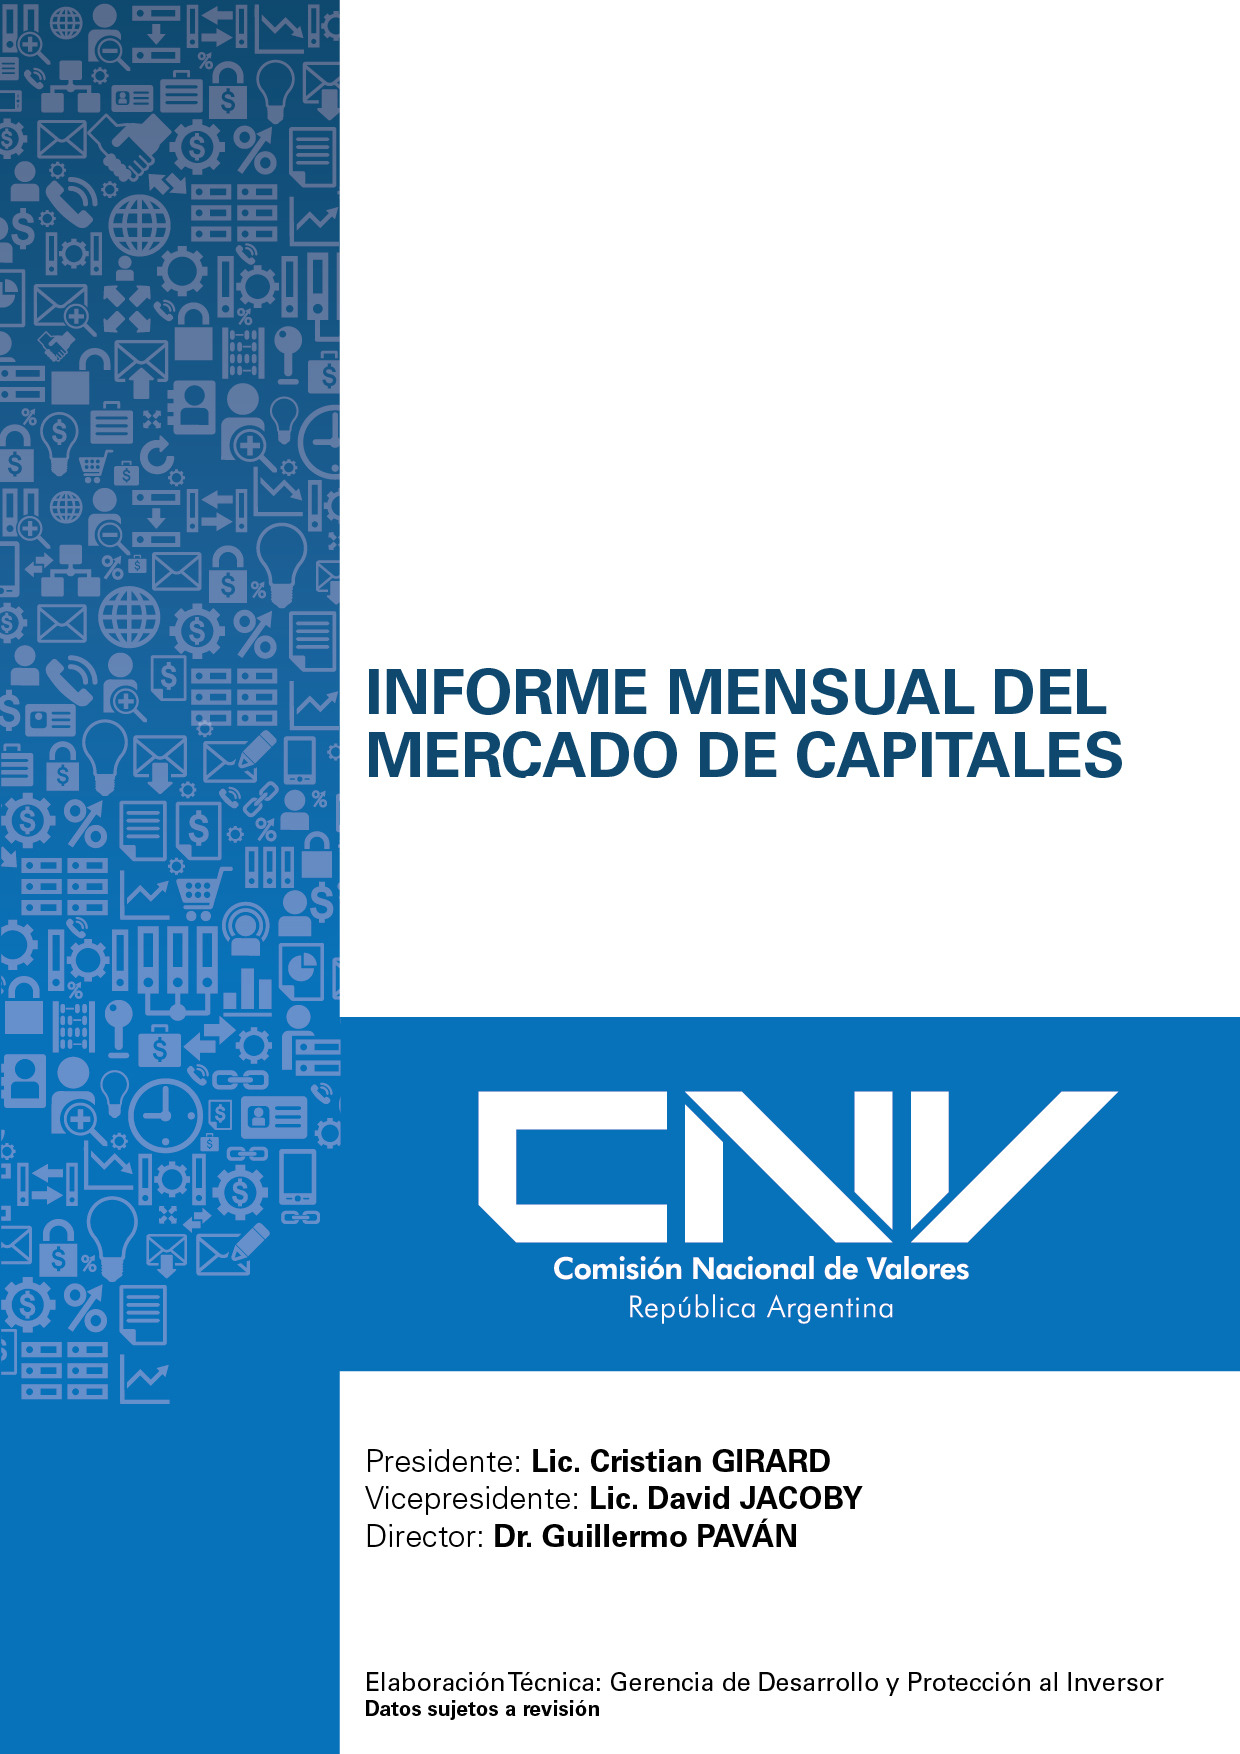 INFORME MENSUAL DEL
MERCADO DE CAPITALES
CNV
Comisión Nacional de Valores
República Argentina
Presidente: Lic. Cristian GIRARD
Vicepresidente: Lic. David JACOBY
Director: Dr. Guillermo PAVÁN
Elaboración Técnica: Gerencia de Desarrollo y Protección al Inversor
Datos sujetos a revisión